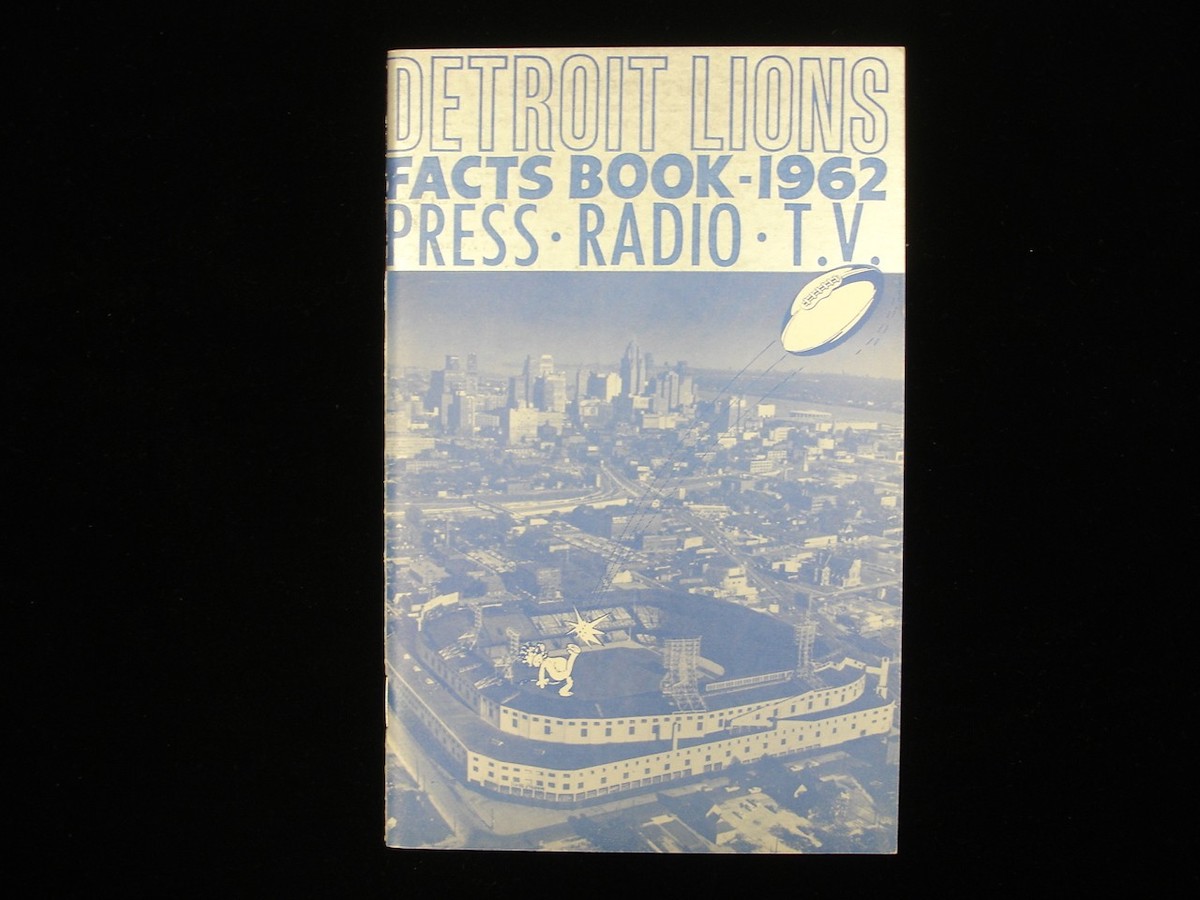 DETROIT LIONS
FACTS BOOK - 1962
PRESS · RADIO · T.V.